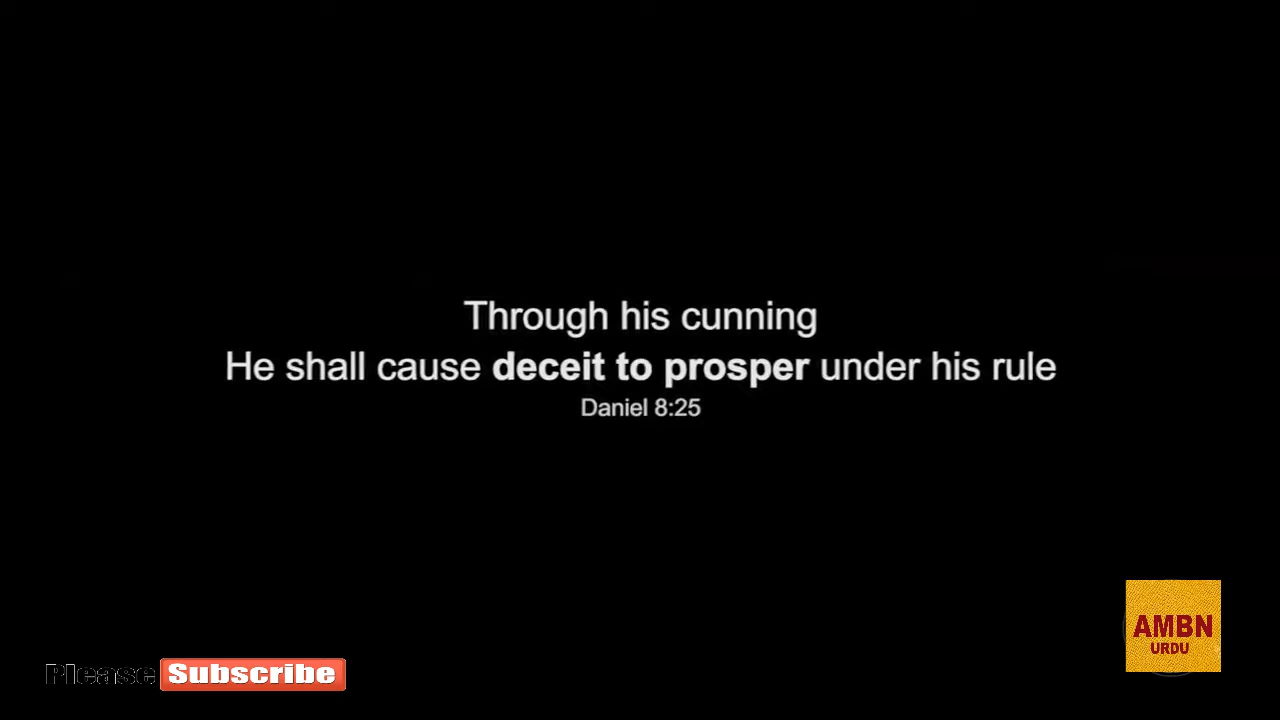 Through his cunning
He shall cause deceit to prosper under his rule
Daniel 8:25
AMBN
URDU
Please Subscribe